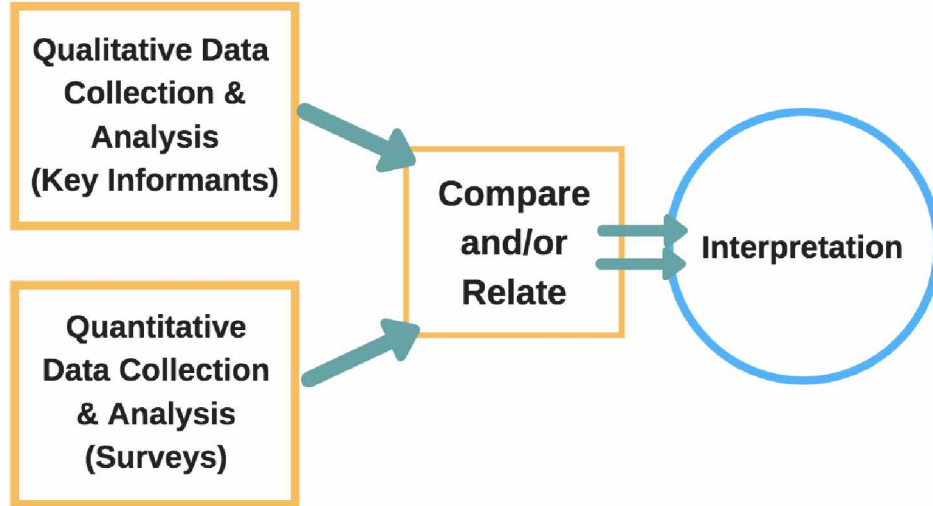 Qualitative Data
Collection &
Analysis
(Key Informants)
Quantitative
Data Collection
& Analysis
(Surveys)
Compare
and/or
Relate
Interpretation